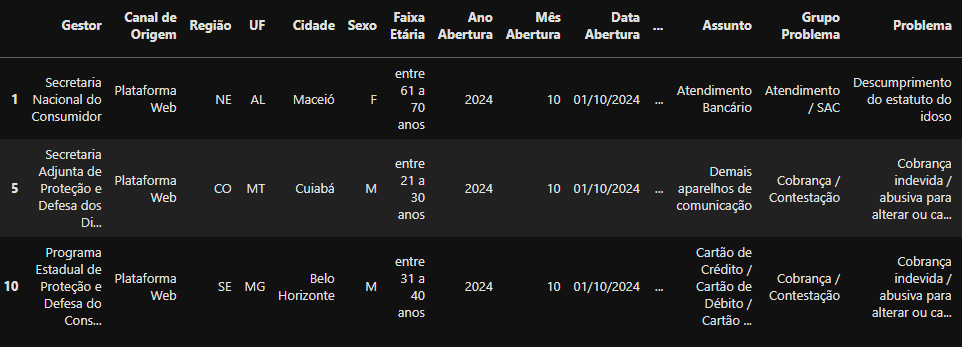 Gestor Canal de Origem Região UF Cidade Sexo Faixa Etária Ano Abertura Mês Abertura Data Abertura ... Assunto Grupo Problema Problema
1 Secretaria Nacional do Consumidor Plataforma Web NE AL Maceió F entre 61 a 70 anos 2024 10 01/10/2024 ... Atendimento Bancário Atendimento / SAC Descumprimento do estatuto do idoso
5 Secretaria Adjunta de Proteção e Defesa dos Di... Plataforma Web CO MT Cuiabá M entre 21 a 30 anos 2024 10 01/10/2024 ... Demais aparelhos de comunicação Cobrança / Contestação Cobrança indevida / abusiva para alterar ou ca...
10 Programa Estadual de Proteção e Defesa do Cons... Plataforma Web SE MG Belo Horizonte M entre 31 a 40 anos 2024 10 01/10/2024 ... Cartão de Crédito / Cartão de Débito / Cartão ... Cobrança / Contestação Cobrança indevida / abusiva para alterar ou ca...